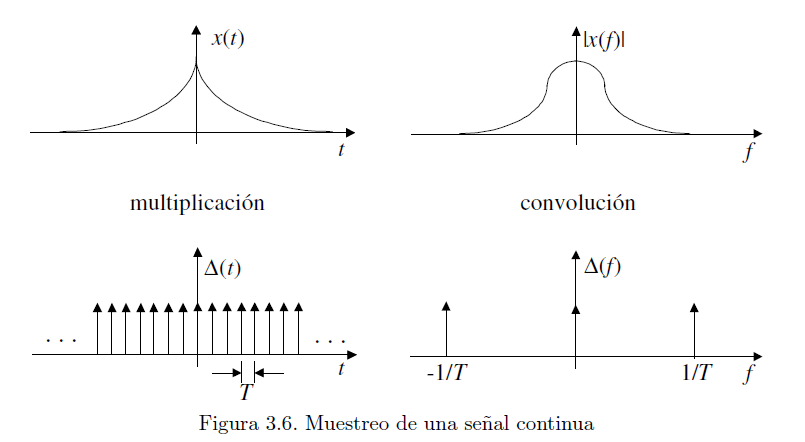 x(t)
|x(f)|
t
f
multiplicación
convolución
Δ(t)
Δ(f)
. . .
. . .
t
T
-1/T
1/T
f
Figura 3.6. Muestreo de una señal continua